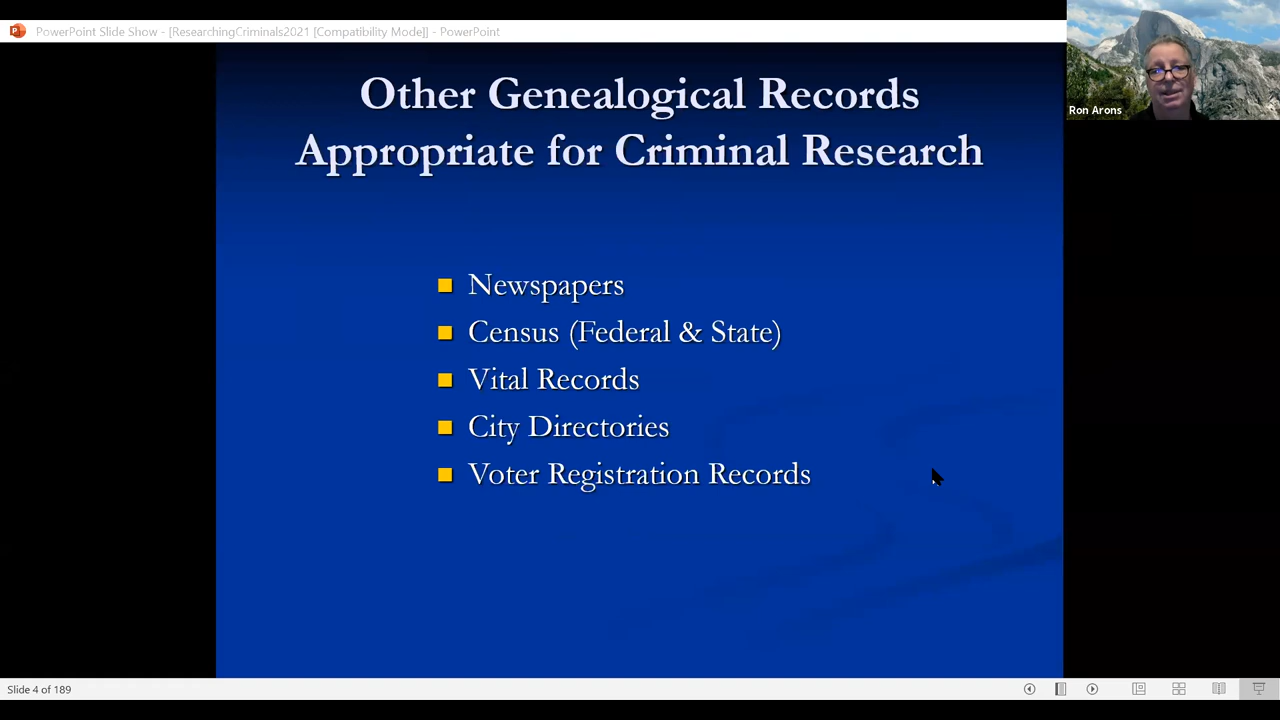 PowerPoint Slide Show - [ResearchingCriminals2021 [Compatibility Mode]] - PowerPoint
Ron Arons
Other Genealogical Records
Appropriate for Criminal Research
Newspapers
Census (Federal & State)
Vital Records
City Directories
Voter Registration Records
Slide 4 of 189